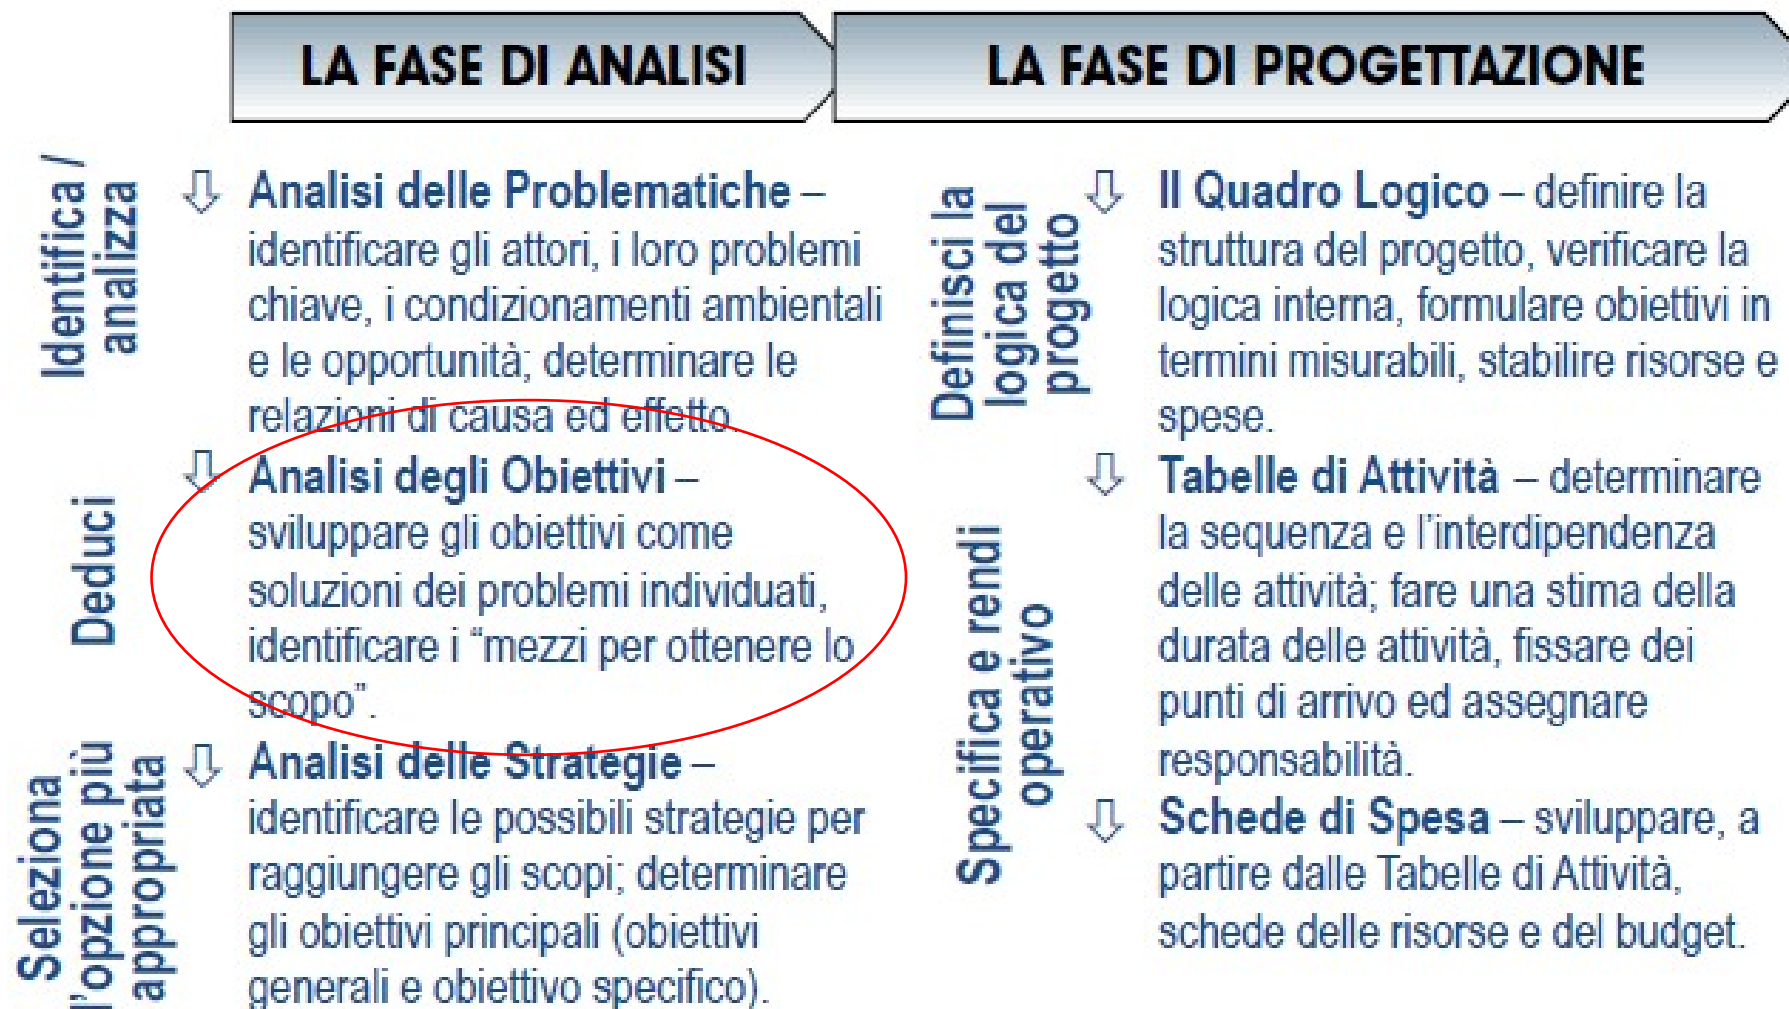 LA FASE DI ANALISI
Identifica /
analizza
Analisi delle Problematiche –
identificare gli attori, i loro problemi
chiave, i condizionamenti ambientali
e le opportunità; determinare le
relazioni di causa ed effetto.
Deduci
Analisi degli Obiettivi –
sviluppare gli obiettivi come
soluzioni dei problemi individuati,
identificare i “mezzi per ottenere lo
scopo”.
Seleziona
l'opzione più
appropriata
Analisi delle Strategie –
identificare le possibili strategie per
raggiungere gli scopi; determinare
gli obiettivi principali (obiettivi
generali e obiettivo specifico).
LA FASE DI PROGETTAZIONE
Definisci la
logica del
progetto
Il Quadro Logico – definire la
struttura del progetto, verificare la
logica interna, formulare obiettivi in
termini misurabili, stabilire risorse e
spese.
Specifica e rendi
operativo
Tabelle di Attività – determinare
la sequenza e l’interdipendenza
delle attività; fare una stima della
durata delle attività, fissare dei
punti di arrivo ed assegnare
responsabilità.
Schede di Spesa – sviluppare, a
partire dalle Tabelle di Attività,
schede delle risorse e del budget.